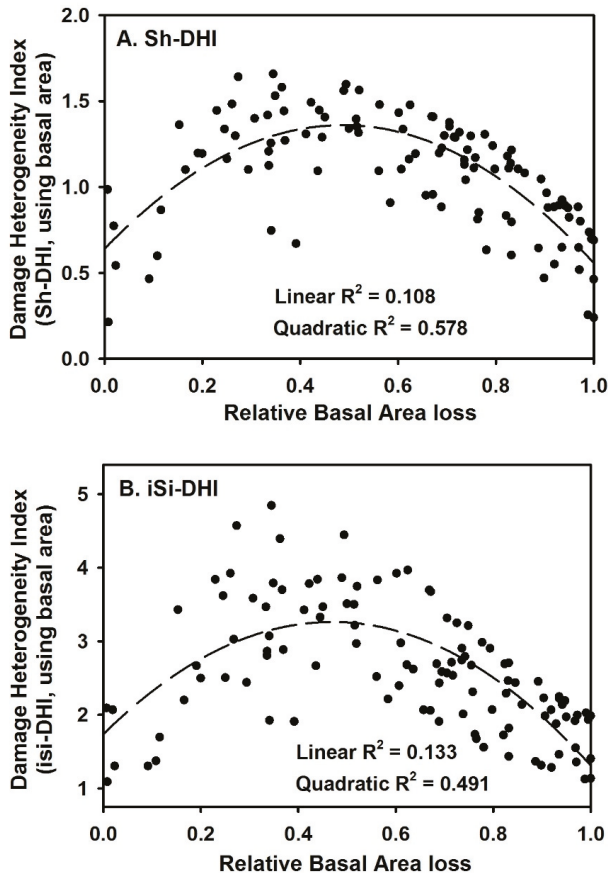 A. Sh-DHI
Damage Heterogeneity Index
(Sh-DHI, using basal area)
2.0
1.5
1.0
0.5
0.0
Linear R² = 0.108
Quadratic R² = 0.578
0.0 0.2 0.4 0.6 0.8 1.0
Relative Basal Area loss
B. iSi-DHI
Damage Heterogeneity Index
(isi-DHI, using basal area)
5
4
3
2
1
Linear R² = 0.133
Quadratic R² = 0.491
0.0 0.2 0.4 0.6 0.8 1.0
Relative Basal Area loss